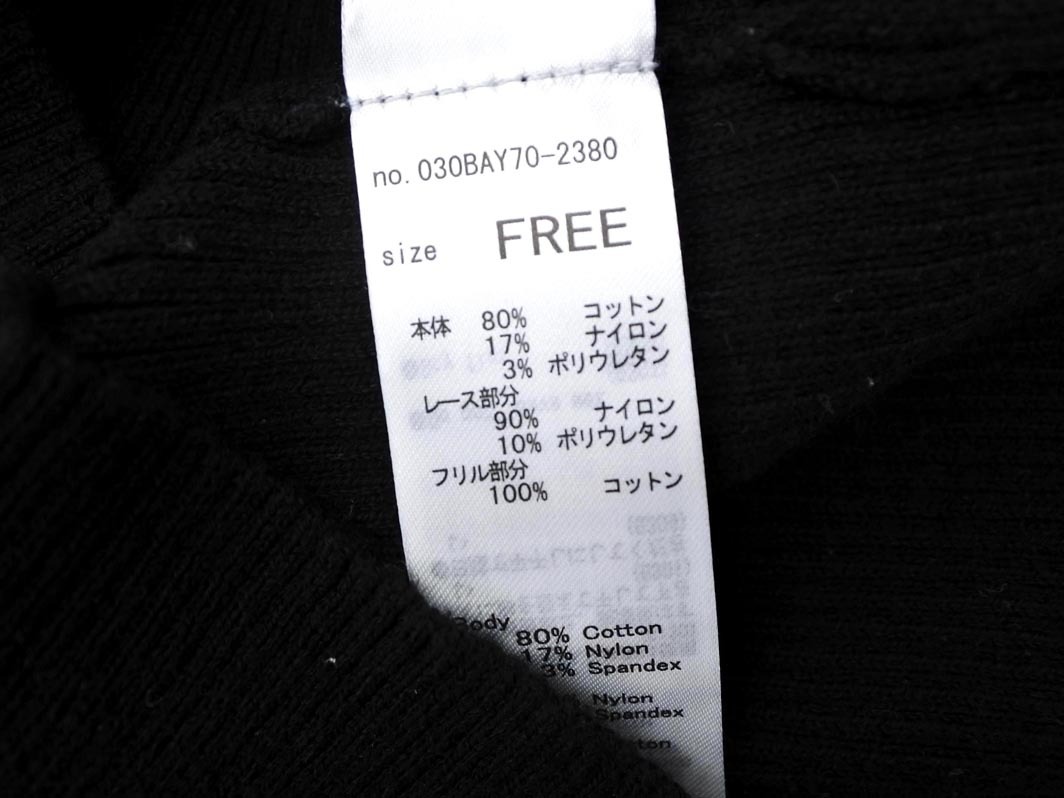 no. 030BAY70-2380
size FREE
本体 80% コットン
17% ナイロン
3% ポリウレタン
レース部分
90% ナイロン
10% ポリウレタン
フリル部分
100% コットン
Body
80% Cotton
17% Nylon
3% Spandex
Nylon
Spandex